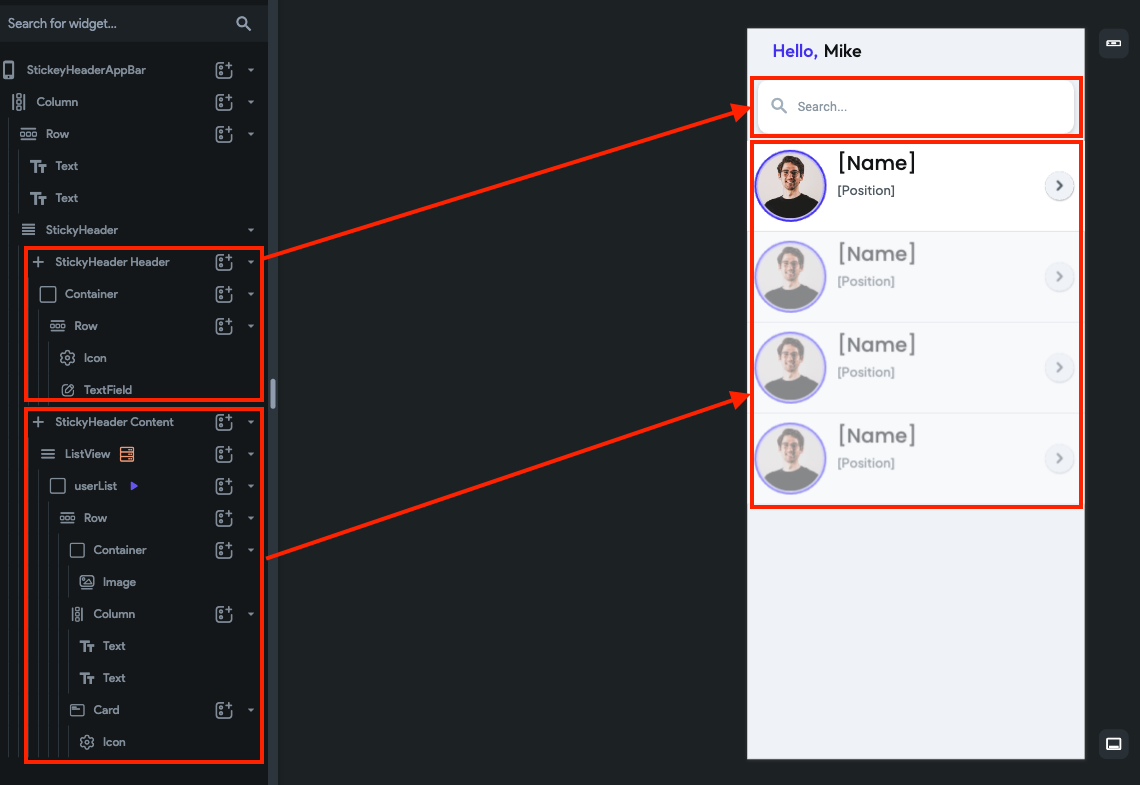 Search for widget...
StickeyHeaderAppBar
Column
Row
Text
Text
StickyHeader
StickyHeader Header
Container
Row
Icon
TextField
StickyHeader Content
ListView
userList
Row
Container
Image
Column
Text
Text
Card
Icon
Hello, Mike
Search...
[Name]
[Position]
[Name]
[Position]
[Name]
[Position]
[Name]
[Position]